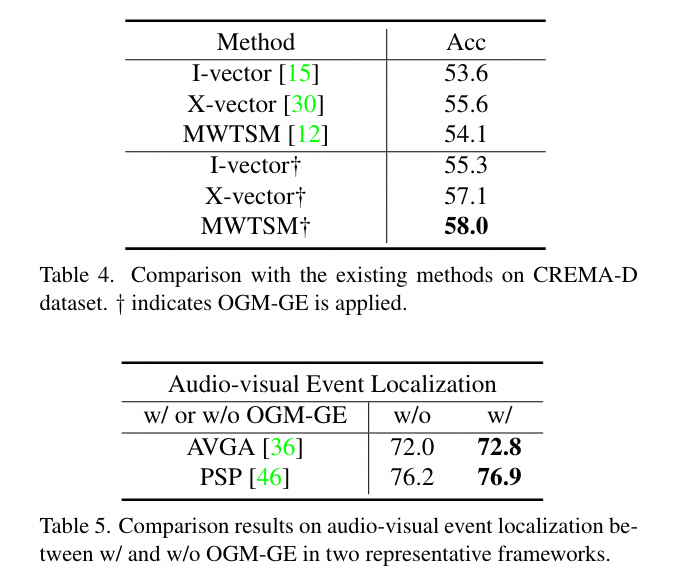 Method Acc
I-vector [15] 53.6
X-vector [30] 55.6
MWTSM [12] 54.1
I-vector† 55.3
X-vector† 57.1
MWTSM† 58.0
Table 4. Comparison with the existing methods on CREMA-D
dataset. † indicates OGM-GE is applied.
Audio-visual Event Localization
w/ or w/o OGM-GE w/o w/
AVGA [36] 72.0 72.8
PSP [46] 76.2 76.9
Table 5. Comparison results on audio-visual event localization be-
tween w/ and w/o OGM-GE in two representative frameworks.